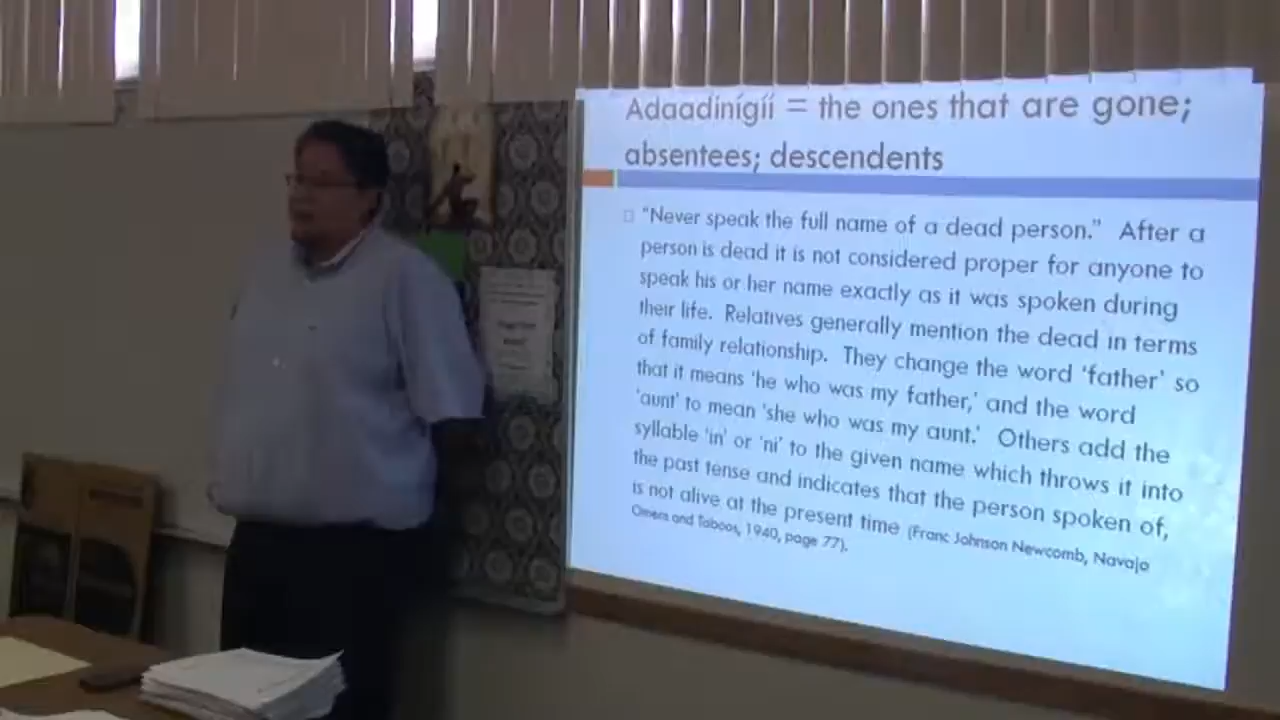 Adaadinígíí = the ones that are gone;
absentees; descendents
"Never speak the full name of a dead person." After a
person is dead it is not considered proper for anyone to
speak his or her name exactly as it was spoken during
their life. Relatives generally mention the dead in terms
of family relationship. They change the word 'father' so
that it means 'he who was my father,' and the word
'aunt' to mean 'she who was my aunt.' Others add the
syllable 'in' or 'ni' to the given name which throws it into
the past tense and indicates that the person spoken of,
is not alive at the present time (Franc Johnson Newcomb, Navajo
Omens and Taboos, 1940, page 77).